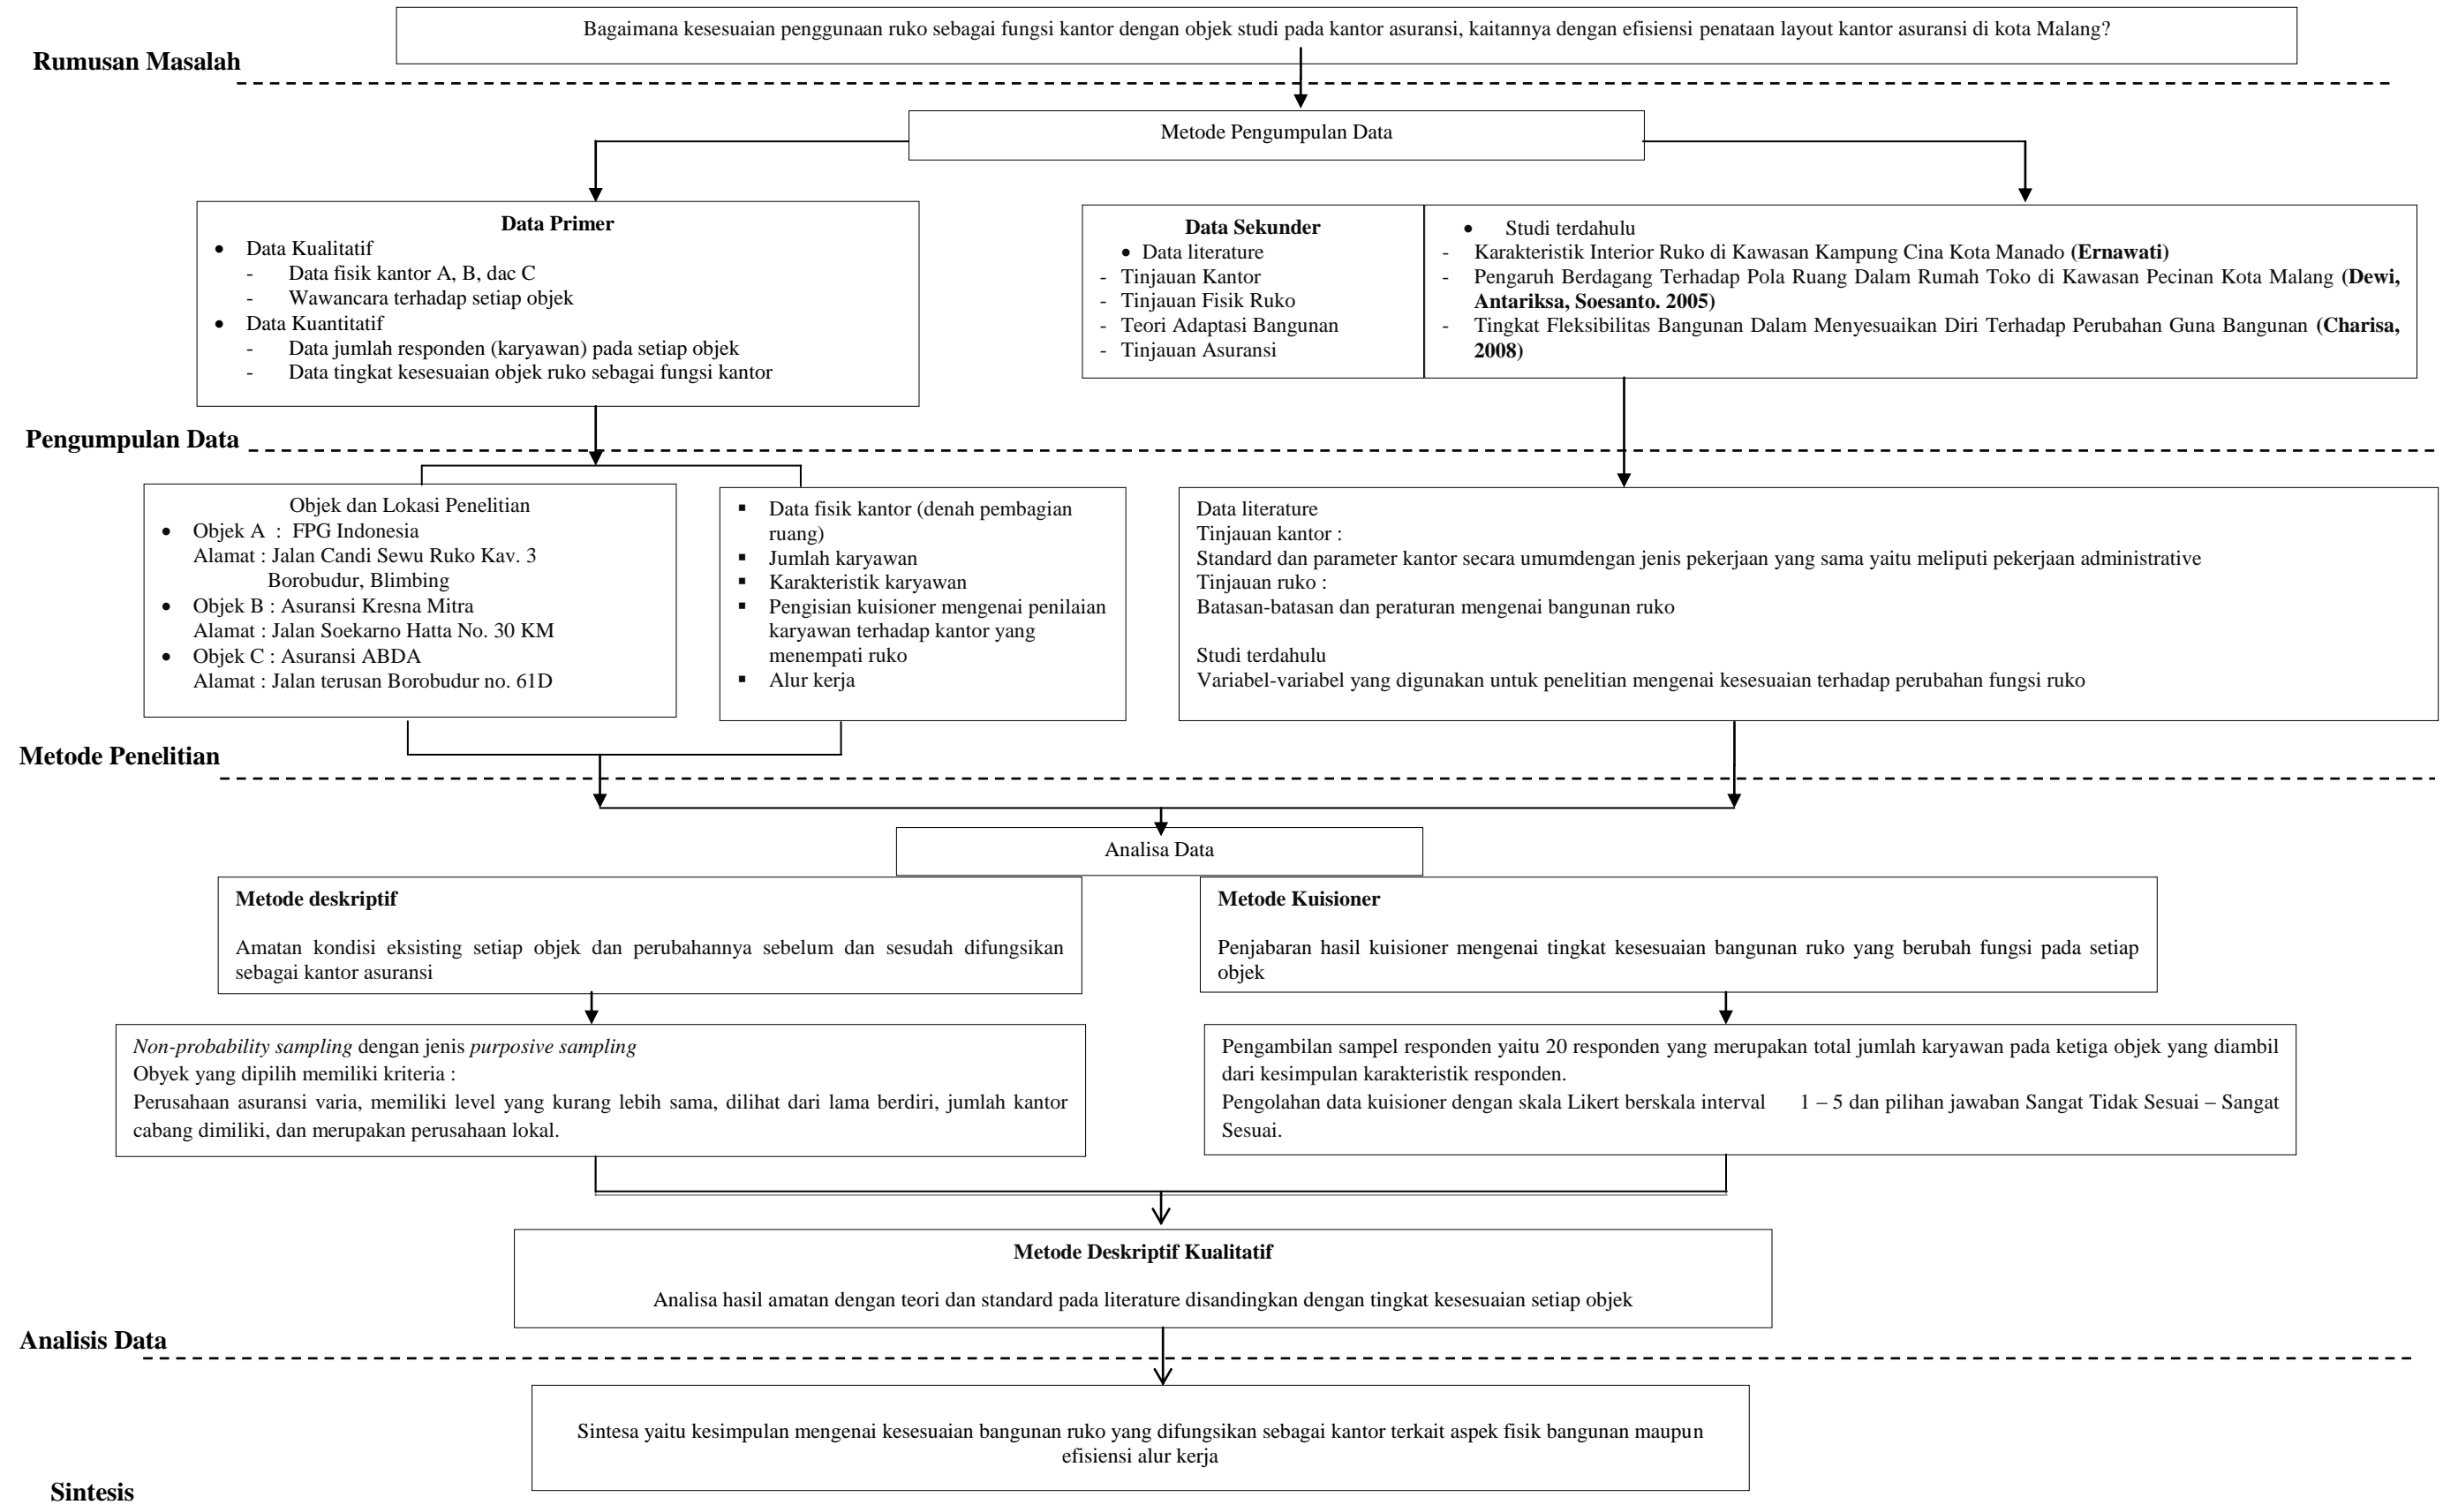 Bagaimana kesesuaian penggunaan ruko sebagai fungsi kantor dengan objek studi pada kantor asuransi, kaitannya dengan efisiensi penataan layout kantor asuransi di kota Malang?
Rumusan Masalah
Metode Pengumpulan Data
Data Primer
• Data Kualitatif
- Data fisik kantor A, B, dac C
- Wawancara terhadap setiap objek
• Data Kuantitatif
- Data jumlah responden (karyawan) pada setiap objek
- Data tingkat kesesuaian objek ruko sebagai fungsi kantor
Data Sekunder
• Data literature
- Tinjauan Kantor
- Tinjauan Fisik Ruko
- Teori Adaptasi Bangunan
- Tinjauan Asuransi
• Studi terdahulu
- Karakteristik Interior Ruko di Kawasan Kampung Cina Kota Manado (Ernawati)
- Pengaruh Berdagang Terhadap Pola Ruang Dalam Rumah Toko di Kawasan Pecinan Kota Malang (Dewi,
Antariksa, Soesanto. 2005)
- Tingkat Fleksibilitas Bangunan Dalam Menyesuaikan Diri Terhadap Perubahan Guna Bangunan (Charisa,
2008)
Pengumpulan Data
Objek dan Lokasi Penelitian
• Objek A : FPG Indonesia
Alamat : Jalan Candi Sewu Ruko Kav. 3
Borobudur, Blimbing
• Objek B : Asuransi Kresna Mitra
Alamat : Jalan Soekarno Hatta No. 30 KM
• Objek C : Asuransi ABDA
Alamat : Jalan terusan Borobudur no. 61D
▪ Data fisik kantor (denah pembagian
ruang)
▪ Jumlah karyawan
▪ Karakteristik karyawan
▪ Pengisian kuisioner mengenai penilaian
karyawan terhadap kantor yang
menempati ruko
▪ Alur kerja
Data literature
Tinjauan kantor :
Standard dan parameter kantor secara umumdengan jenis pekerjaan yang sama yaitu meliputi pekerjaan administrative
Tinjauan ruko :
Batasan-batasan dan peraturan mengenai bangunan ruko
Studi terdahulu
Variabel-variabel yang digunakan untuk penelitian mengenai kesesuaian terhadap perubahan fungsi ruko
Metode Penelitian
Analisa Data
Metode deskriptif
Amatan kondisi eksisting setiap objek dan perubahannya sebelum dan sesudah difungsikan
sebagai kantor asuransi
Metode Kuisioner
Penjabaran hasil kuisioner mengenai tingkat kesesuaian bangunan ruko yang berubah fungsi pada setiap
objek
Non-probability sampling dengan jenis purposive sampling
Obyek yang dipilih memiliki kriteria :
Perusahaan asuransi varia, memiliki level yang kurang lebih sama, dilihat dari lama berdiri, jumlah kantor
cabang dimiliki, dan merupakan perusahaan lokal.
Pengambilan sampel responden yaitu 20 responden yang merupakan total jumlah karyawan pada ketiga objek yang diambil
dari kesimpulan karakteristik responden.
Pengolahan data kuisioner dengan skala Likert berskala interval 1 – 5 dan pilihan jawaban Sangat Tidak Sesuai – Sangat
Sesuai.
Metode Deskriptif Kualitatif
Analisa hasil amatan dengan teori dan standard pada literature disandingkan dengan tingkat kesesuaian setiap objek
Analisis Data
Sintesa yaitu kesimpulan mengenai kesesuaian bangunan ruko yang difungsikan sebagai kantor terkait aspek fisik bangunan maupun
efisiensi alur kerja
Sintesis